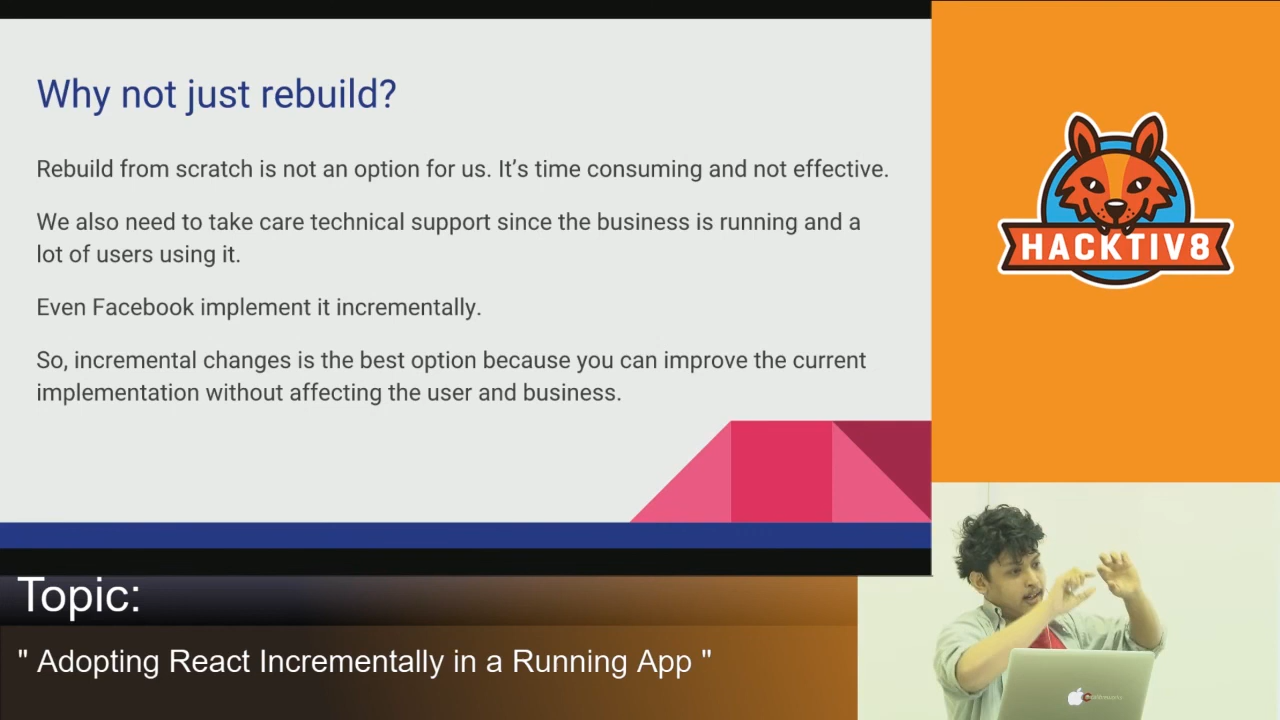 Why not just rebuild?
Rebuild from scratch is not an option for us. It's time consuming and not effective.
We also need to take care technical support since the business is running and a
lot of users using it.
Even Facebook implement it incrementally.
So, incremental changes is the best option because you can improve the current
implementation without affecting the user and business.
HACKTIV8
Topic:
" Adopting React Incrementally in a Running App "